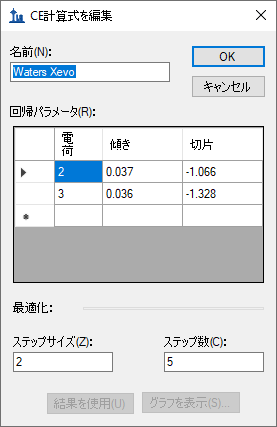 CE計算式を編集
名前(N):
OK
Waters Xevo
キャンセル
回帰パラメータ(R):
電荷 傾き 切片
2 0.037 -1.066
3 0.036 -1.328
最適化:
ステップサイズ(Z): ステップ数(C):
2 5
結果を使用(U) グラフを表示(S)...